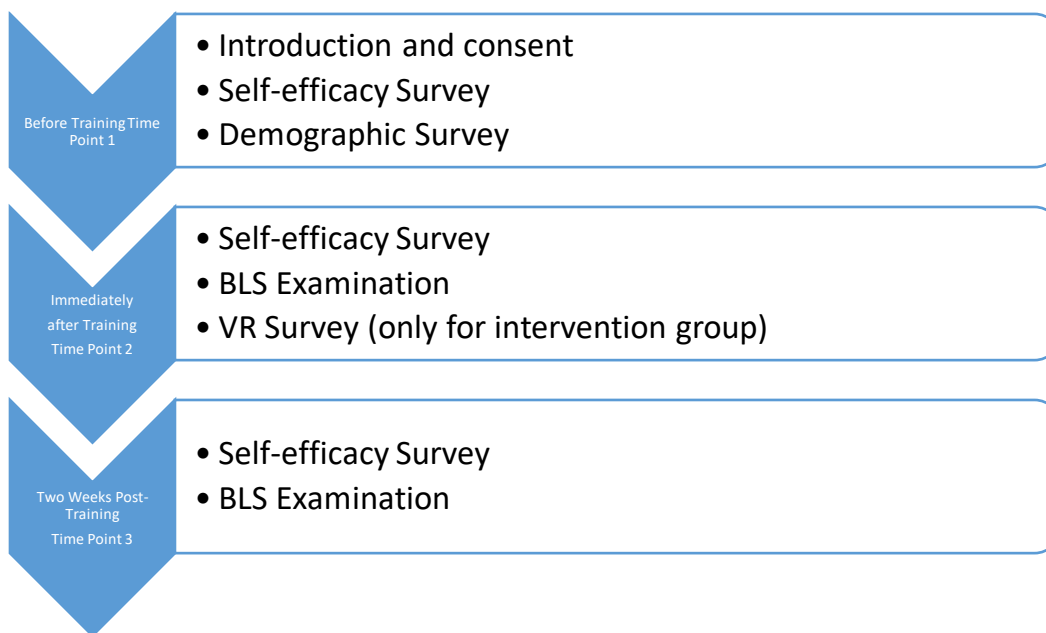 Before Training Time
Point 1
• Introduction and consent
• Self-efficacy Survey
• Demographic Survey
Immediately
after Training
Time Point 2
• Self-efficacy Survey
• BLS Examination
• VR Survey (only for intervention group)
Two Weeks Post-
Training
Time Point 3
• Self-efficacy Survey
• BLS Examination